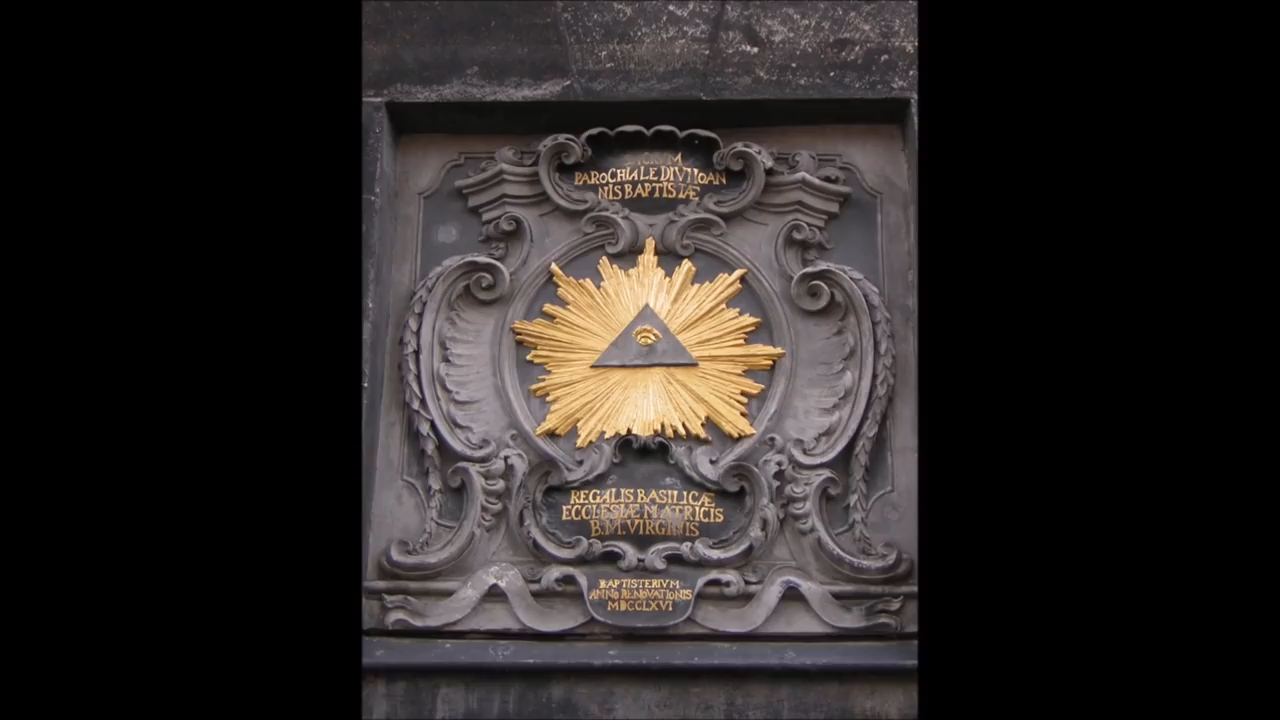 PAROCHIALE DIVI IOAN
NIS BAPTISTÆ
REGALIS BASILICÆ
ECCLESIÆ MATRICIS
B.M. VIRGINIS
BAPTISTERIVM
ANNO RENOVATIONIS
MDCCLXVI